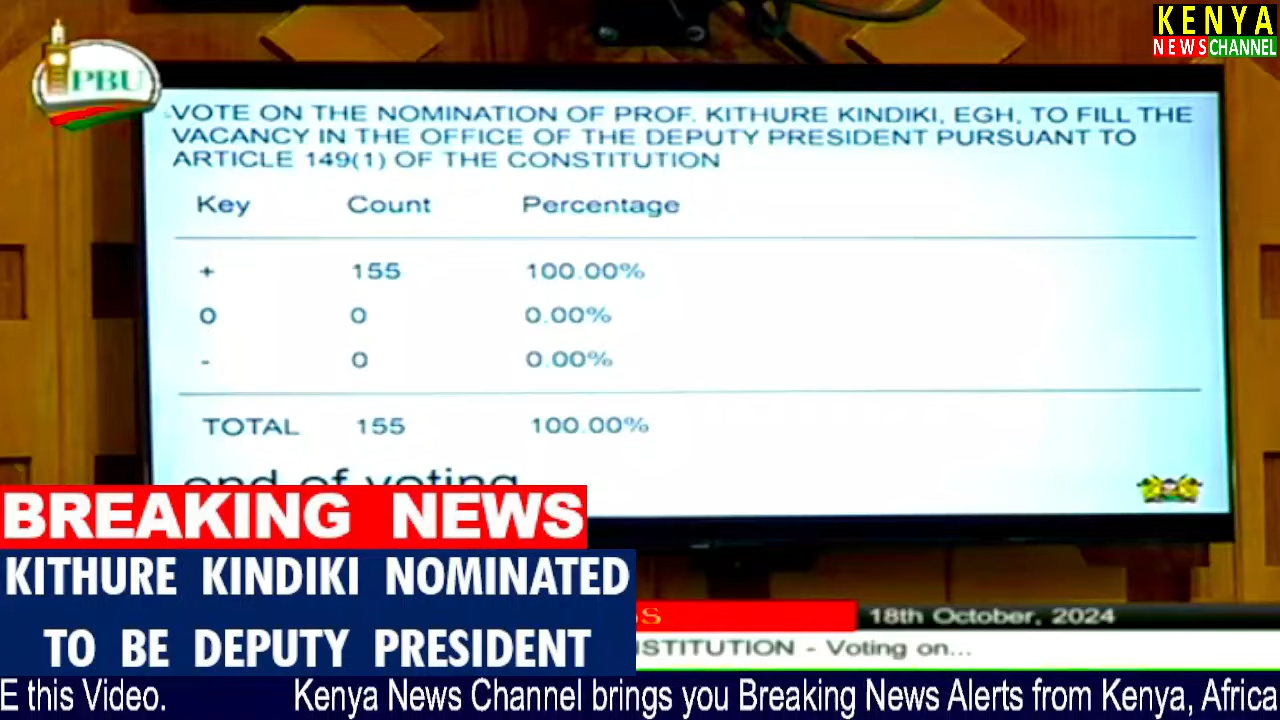 KENYA
NEWS CHANNEL
PBU
VOTE ON THE NOMINATION OF PROF. KITHURE KINDIKI, EGH, TO FILL THE
VACANCY IN THE OFFICE OF THE DEPUTY PRESIDENT PURSUANT TO
ARTICLE 149(1) OF THE CONSTITUTION
Key Count Percentage
+ 155 100.00%
0 0 0.00%
- 0 0.00%
TOTAL 155 100.00%
end of voting
BREAKING NEWS
KITHURE KINDIKI NOMINATED
TO BE DEPUTY PRESIDENT
18th October, 2024
STITUTION - Voting on...
E this Video. Kenya News Channel brings you Breaking News Alerts from Kenya, Africa